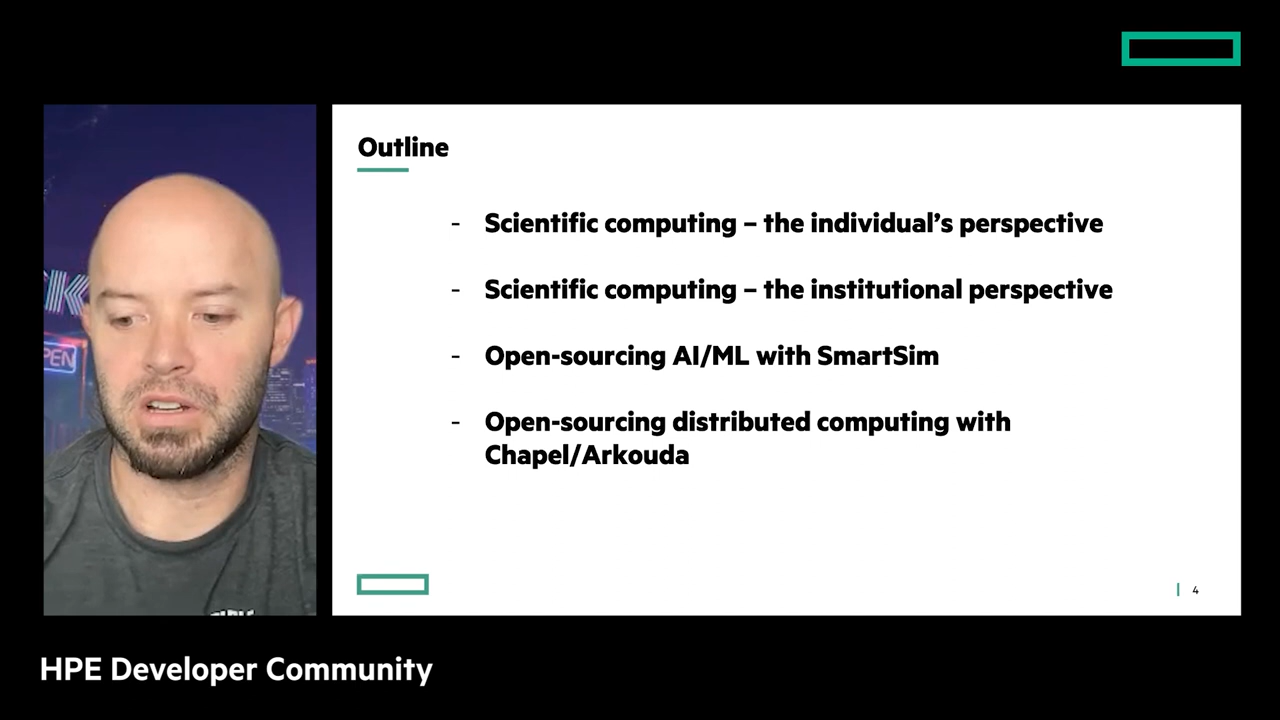 Outline
- Scientific computing – the individual’s perspective
- Scientific computing – the institutional perspective
- Open-sourcing AI/ML with SmartSim
- Open-sourcing distributed computing with
Chapel/Arkouda
4
HPE Developer Community